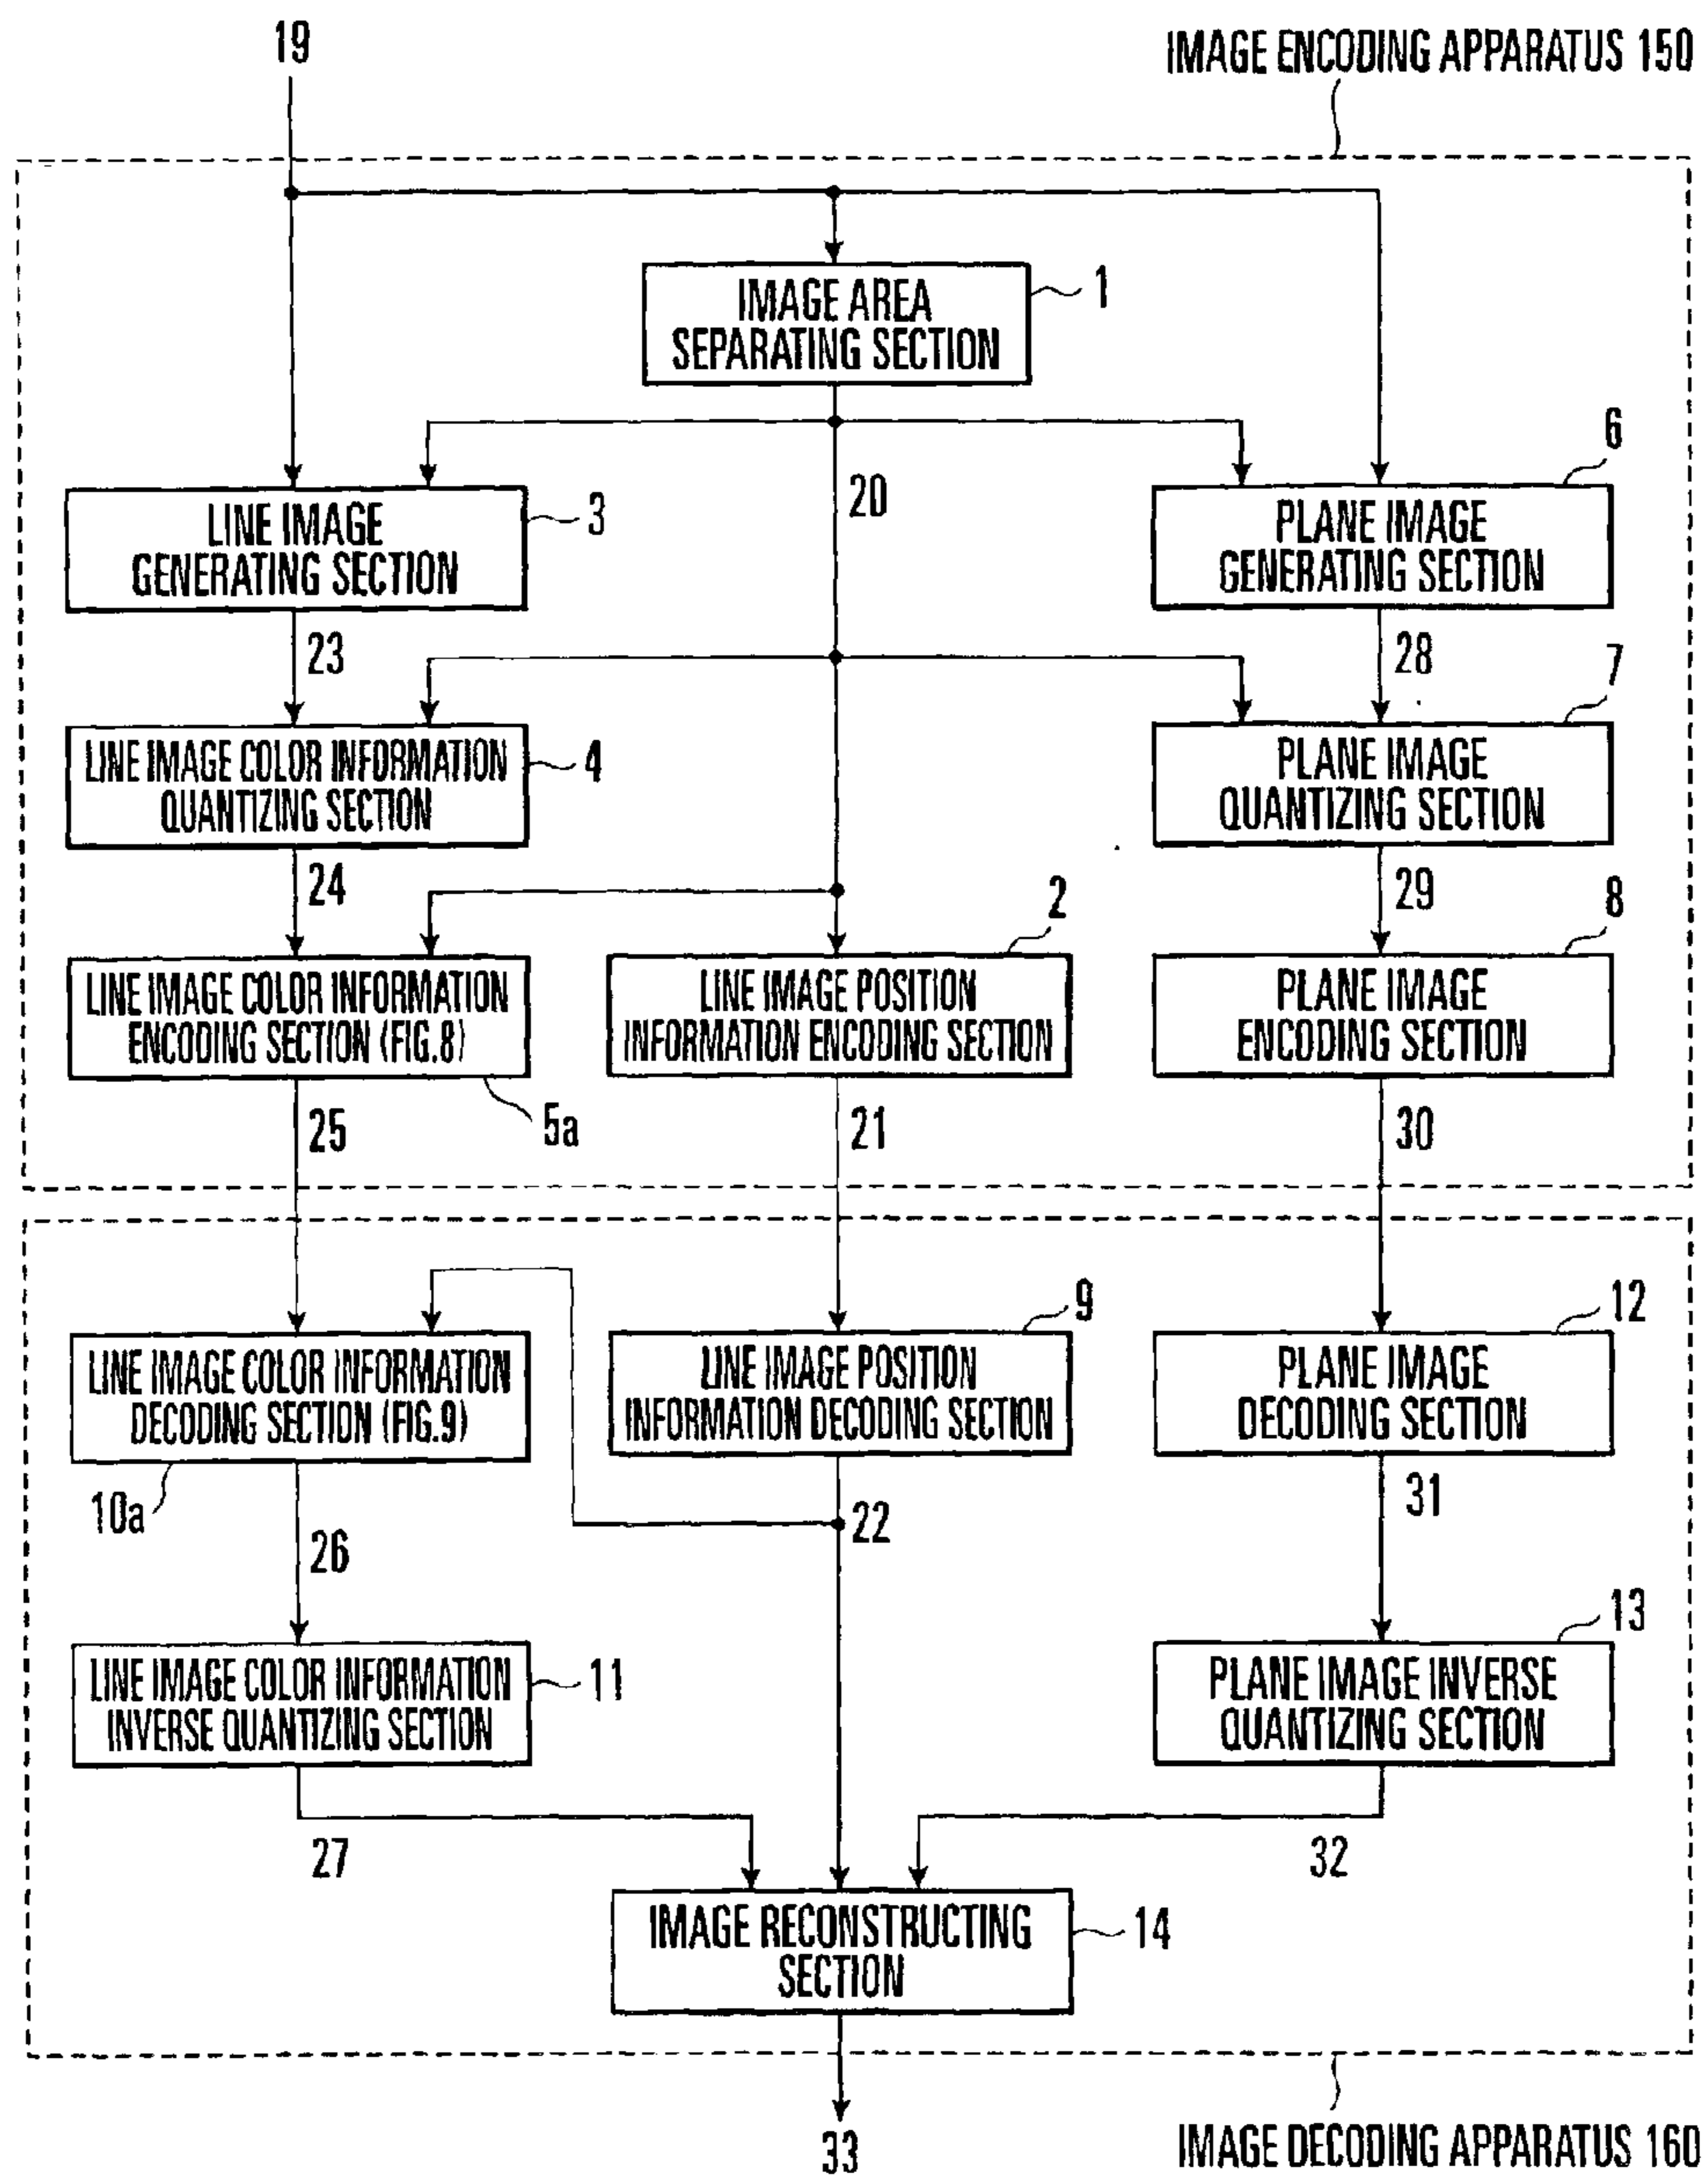 19
IMAGE ENCODING APPARATUS 150
IMAGE AREA
SEPARATING SECTION
1
6
LINE IMAGE
GENERATING SECTION
3
20
PLANE IMAGE
GENERATING SECTION
23
28
7
LINE IMAGE COLOR INFORMATION
QUANTIZING SECTION
4
PLANE IMAGE
QUANTIZING SECTION
24
2
29
8
LINE IMAGE COLOR INFORMATION
ENCODING SECTION (FIG.8)
LINE IMAGE POSITION
INFORMATION ENCODING SECTION
PLANE IMAGE
ENCODING SECTION
25
5a
21
30
9
12
LINE IMAGE COLOR INFORMATION
DECODING SECTION (FIG.9)
LINE IMAGE POSITION
INFORMATION DECODING SECTION
PLANE IMAGE
DECODING SECTION
10a
26
22
31
13
LINE IMAGE COLOR INFORMATION
INVERSE QUANTIZING SECTION
11
PLANE IMAGE INVERSE
QUANTIZING SECTION
27
32
IMAGE RECONSTRUCTING
SECTION
14
33
IMAGE DECODING APPARATUS 160